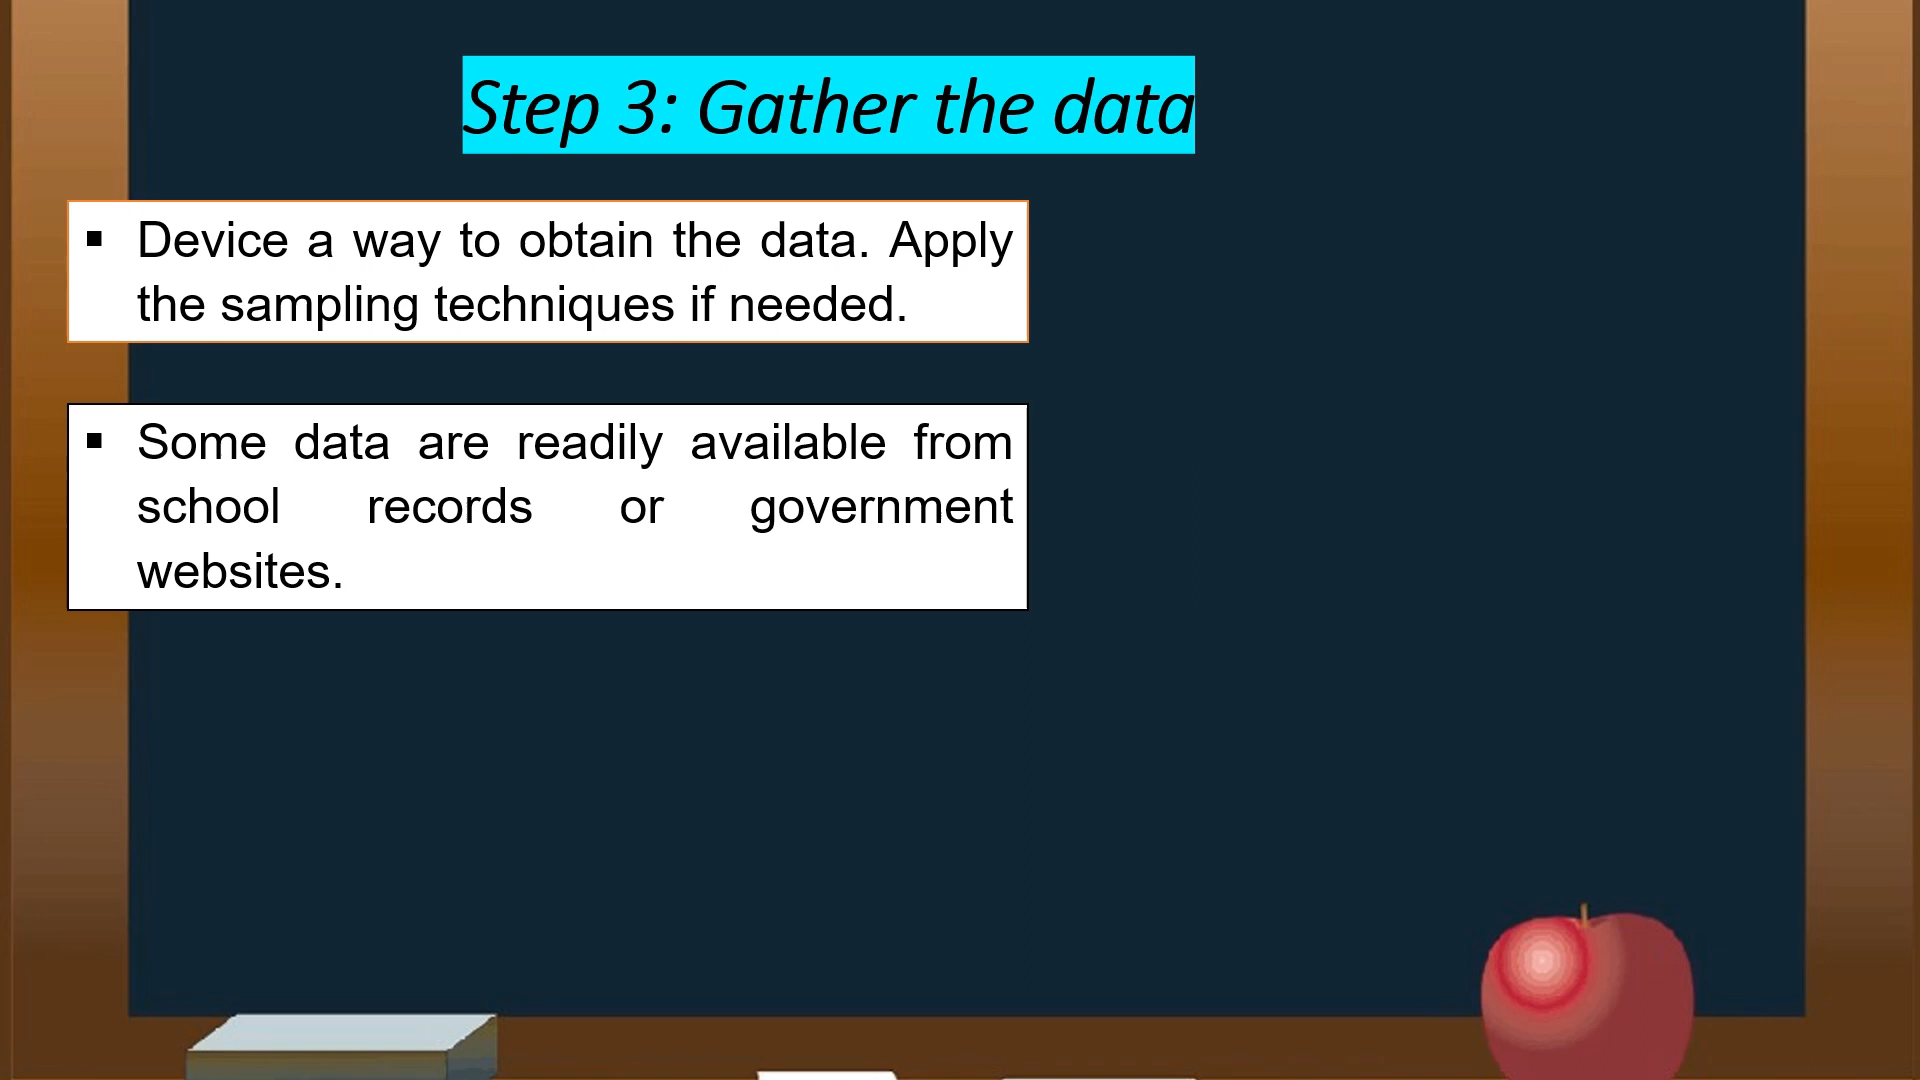 Step 3: Gather the data
▪ Device a way to obtain the data. Apply
the sampling techniques if needed.
▪ Some data are readily available from
school records or government
websites.